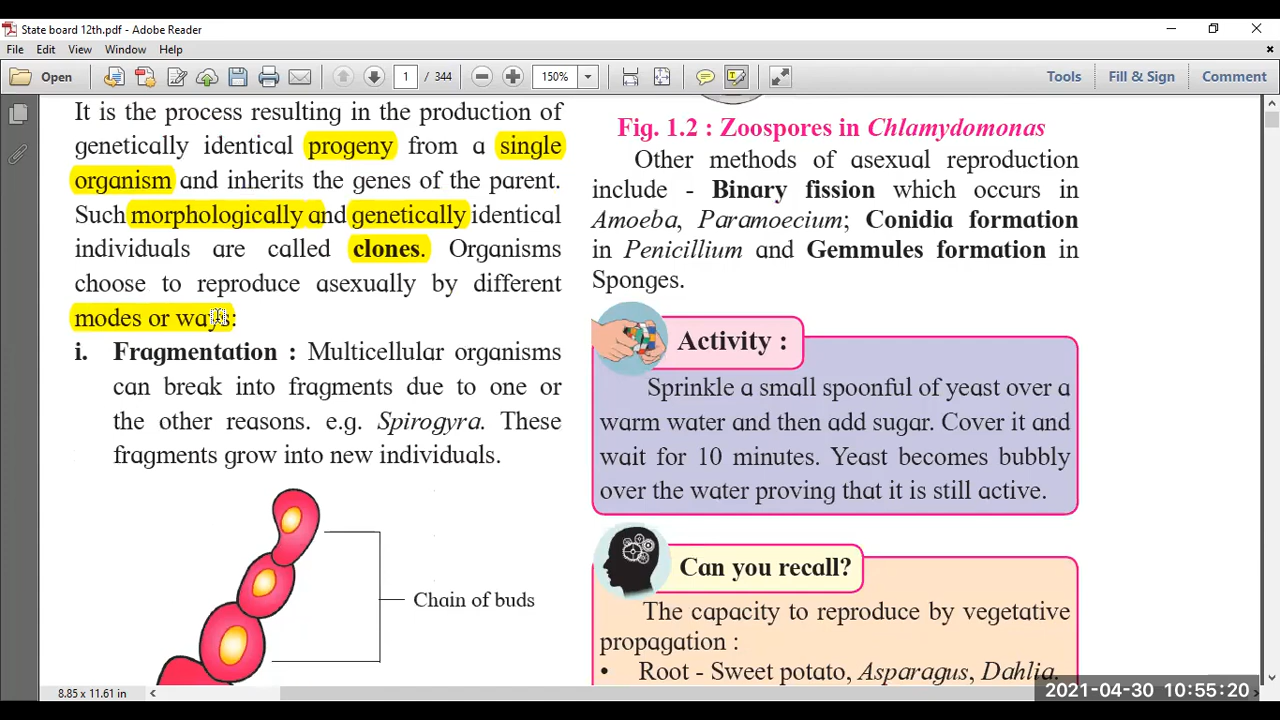 State board 12th.pdf - Adobe Reader
File Edit View Window Help
Open 1 / 344 150% Tools Fill & Sign Comment
It is the process resulting in the production of
genetically identical progeny from a single
organism and inherits the genes of the parent.
Such morphologically and genetically identical
individuals are called clones. Organisms
choose to reproduce asexually by different
modes or ways:
i. Fragmentation : Multicellular organisms
can break into fragments due to one or
the other reasons. e.g. Spirogyra. These
fragments grow into new individuals.
Chain of buds
Fig. 1.2 : Zoospores in Chlamydomonas
Other methods of asexual reproduction
include - Binary fission which occurs in
Amoeba, Paramoecium; Conidia formation
in Penicillium and Gemmules formation in
Sponges.
Activity :
Sprinkle a small spoonful of yeast over a
warm water and then add sugar. Cover it and
wait for 10 minutes. Yeast becomes bubbly
over the water proving that it is still active.
Can you recall?
The capacity to reproduce by vegetative
propagation :
• Root - Sweet potato, Asparagus, Dahlia.
8.85 x 11.61 in
2021-04-30 10:55:20